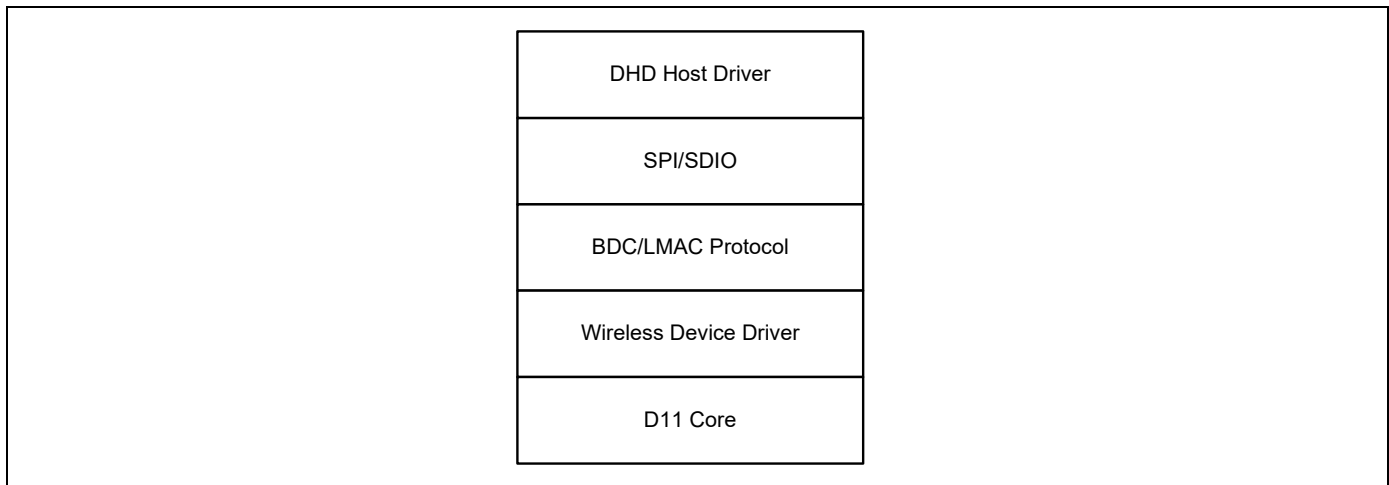 DHD Host Driver
SPI/SDIO
BDC/LMAC Protocol
Wireless Device Driver
D11 Core